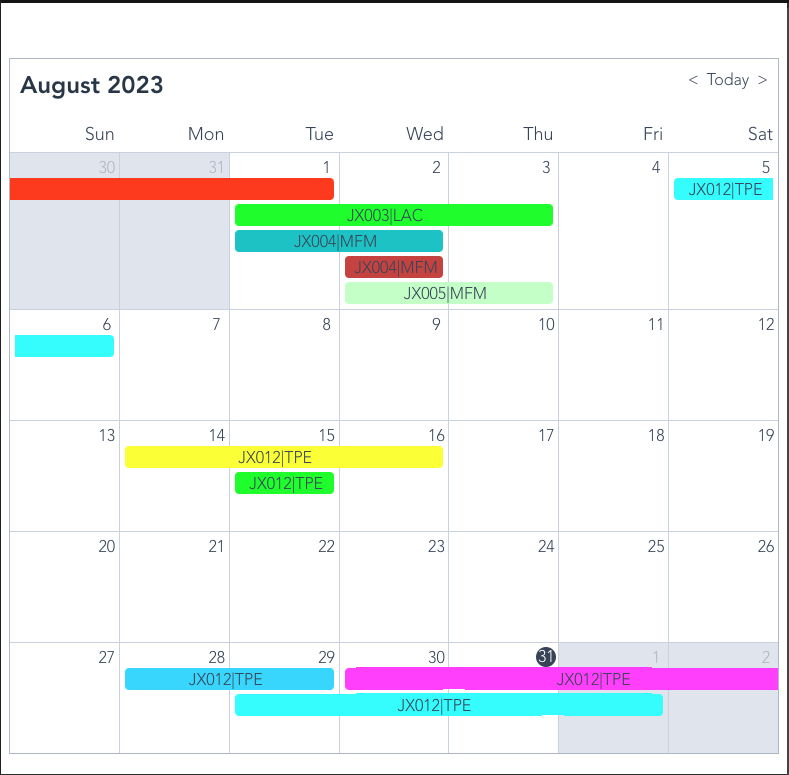 August 2023
< Today >
Sun Mon Tue Wed Thu Fri Sat
30 31 1 2 3 4 5
JX012|TPE
JX003|LAC
JX004|MFM
JX004|MFM
JX005|MFM
6 7 8 9 10 11 12
13 14 15 16 17 18 19
JX012|TPE
JX012|TPE
20 21 22 23 24 25 26
27 28 29 30 31 1 2
JX012|TPE JX012|TPE
JX012|TPE